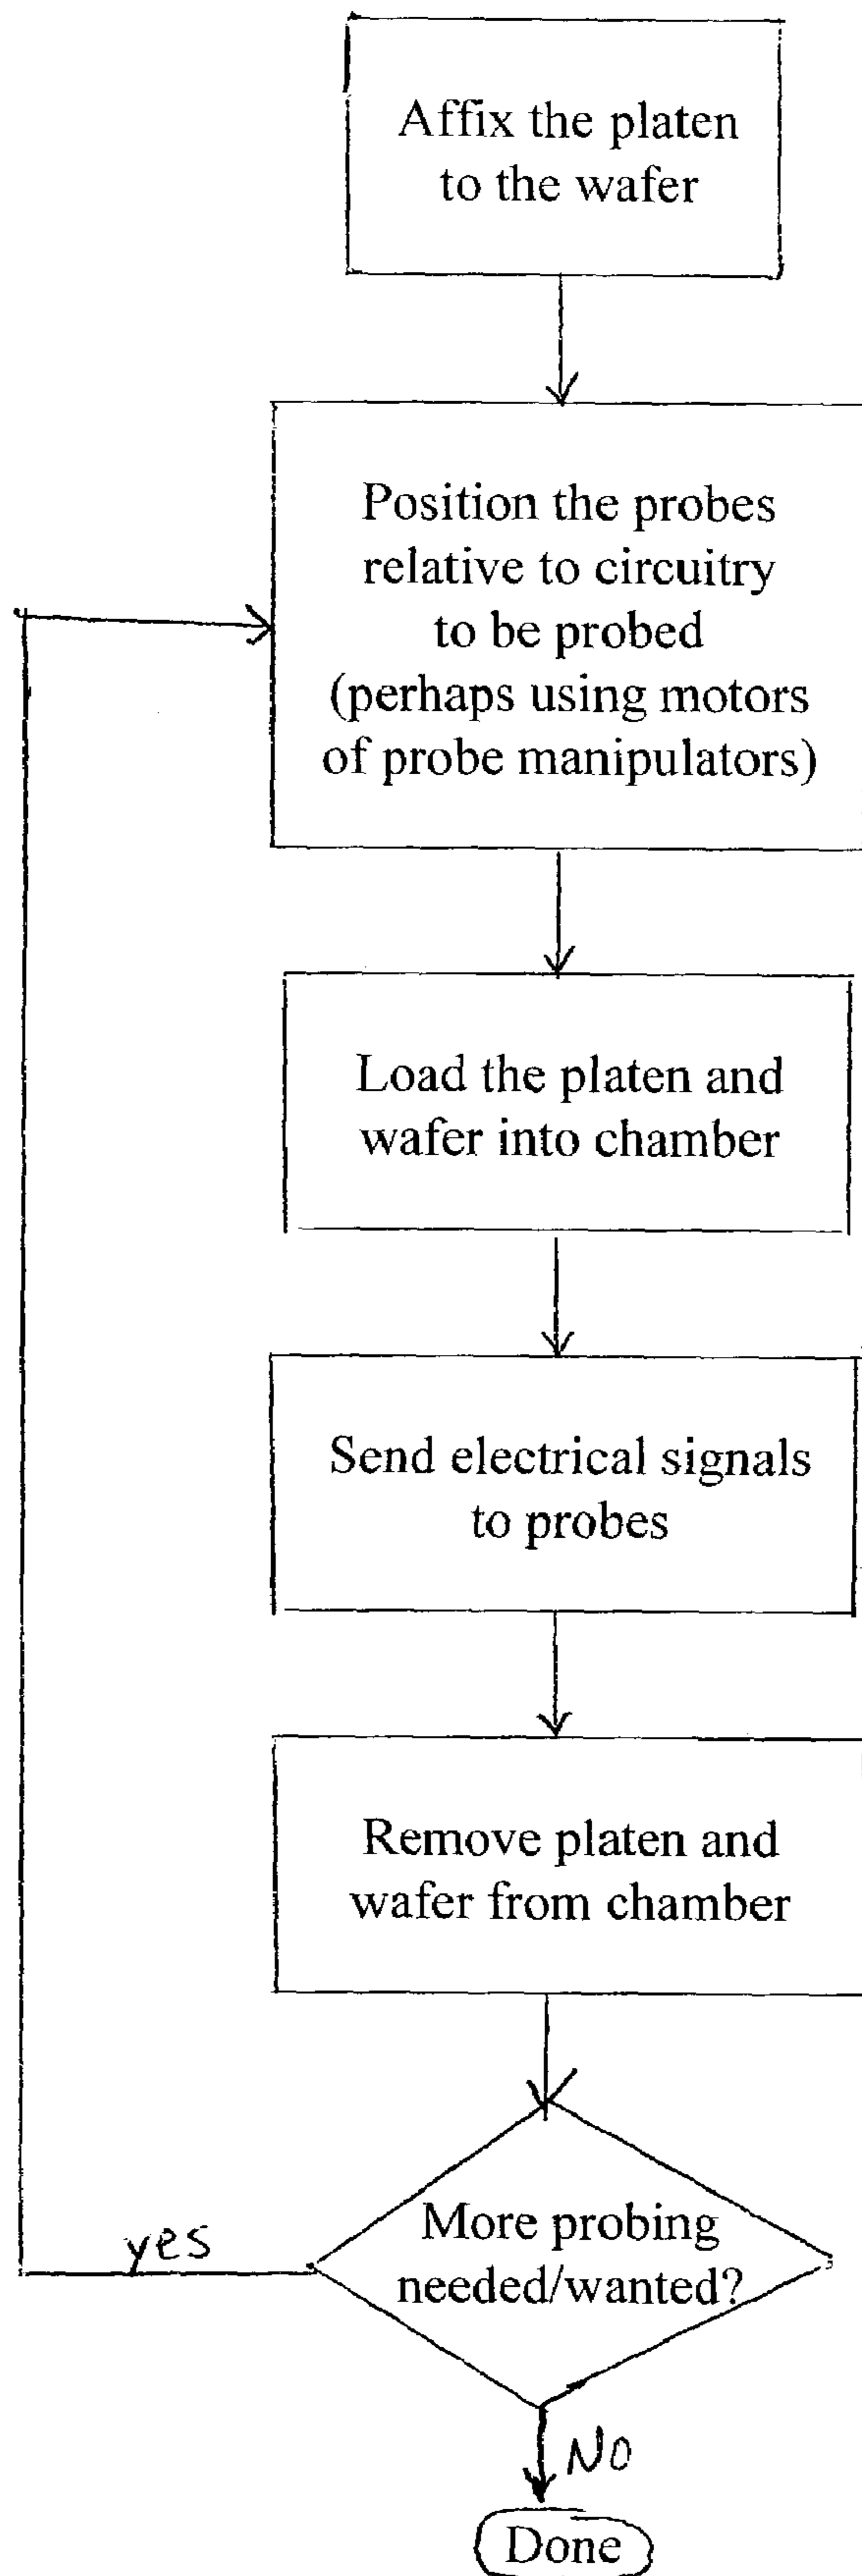 Affix the platen
to the wafer
Position the probes
relative to circuitry
to be probed
(perhaps using motors
of probe manipulators)
Load the platen and
wafer into chamber
Send electrical signals
to probes
Remove platen and
wafer from chamber
More probing
needed/wanted?
yes
No
Done